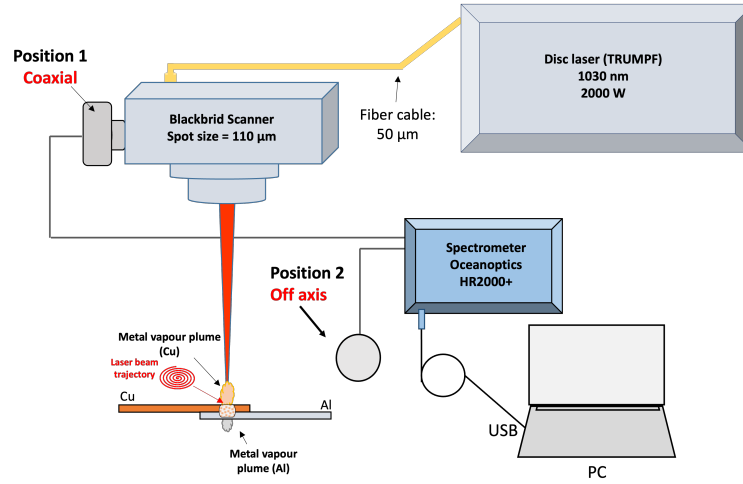 Position 1
Coaxial
Disc laser (TRUMPF)
1030 nm
2000 W
Blackbrid Scanner
Spot size = 110 µm
Fiber cable:
50 µm
Spectrometer
Oceanoptics
HR2000+
Position 2
Off axis
Metal vapour plume
(Cu)
Laser beam
trajectory
Cu
Al
Metal vapour
plume (Al)
USB
PC